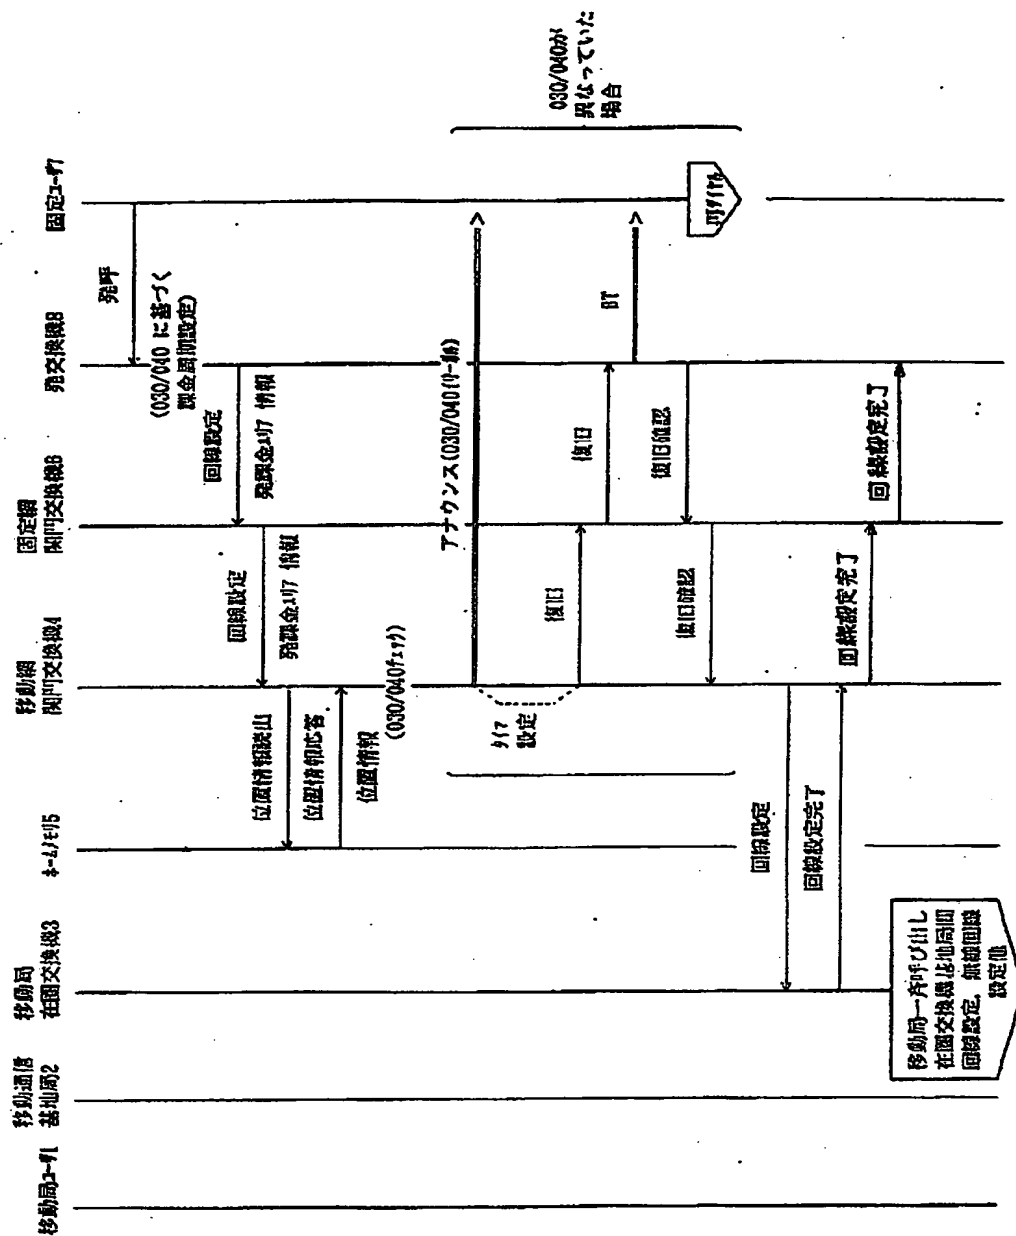 移動局ユーザ1
移動通信
基地局2
移動局
在圏交換機3
ホームメモリ5
移動網
関門交換機4
固定網
関門交換機6
発交換機8
固定ユーザ7
発呼
(030/040 に基づく
課金周期設定)
回線設定
発課金エリア 情報
回線設定
発課金エリア 情報
位置情報読出
位置情報応答
位置情報
(030/040チェック)
アナウンス(030/040
タイマ
設定
復旧
復旧
BT
復旧確認
復旧確認
再ダイヤル
030/040が
異なっていた
場合
回線設定
回線設定完了
回線設定完了
回線設定完了
移動局一斉呼び出し
在圏交換機基地局間
回線設定, 無線回線
設定他